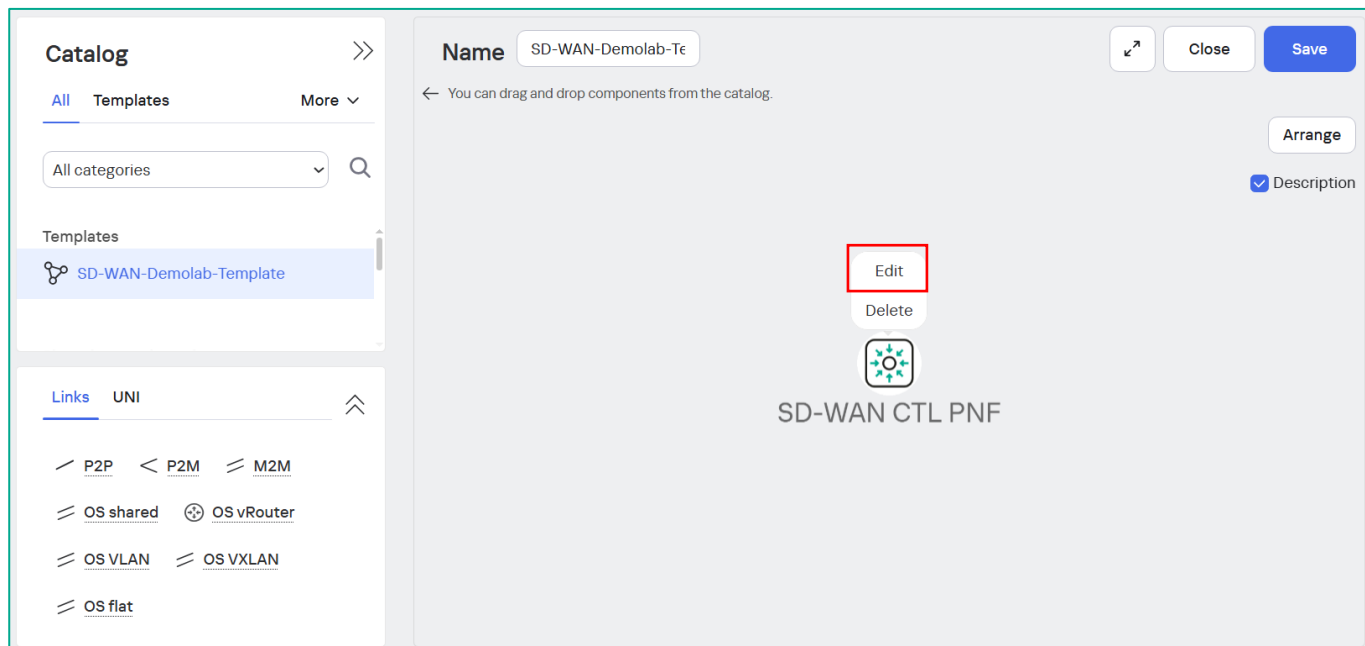 Catalog
All Templates More
All categories
Templates
SD-WAN-Demolab-Template
Links UNI
P2P P2M M2M
OS shared OS vRouter
OS VLAN OS VXLAN
OS flat
Name SD-WAN-Demolab-Te Close Save
You can drag and drop components from the catalog.
Arrange
Description
Edit
Delete
SD-WAN CTL PNF